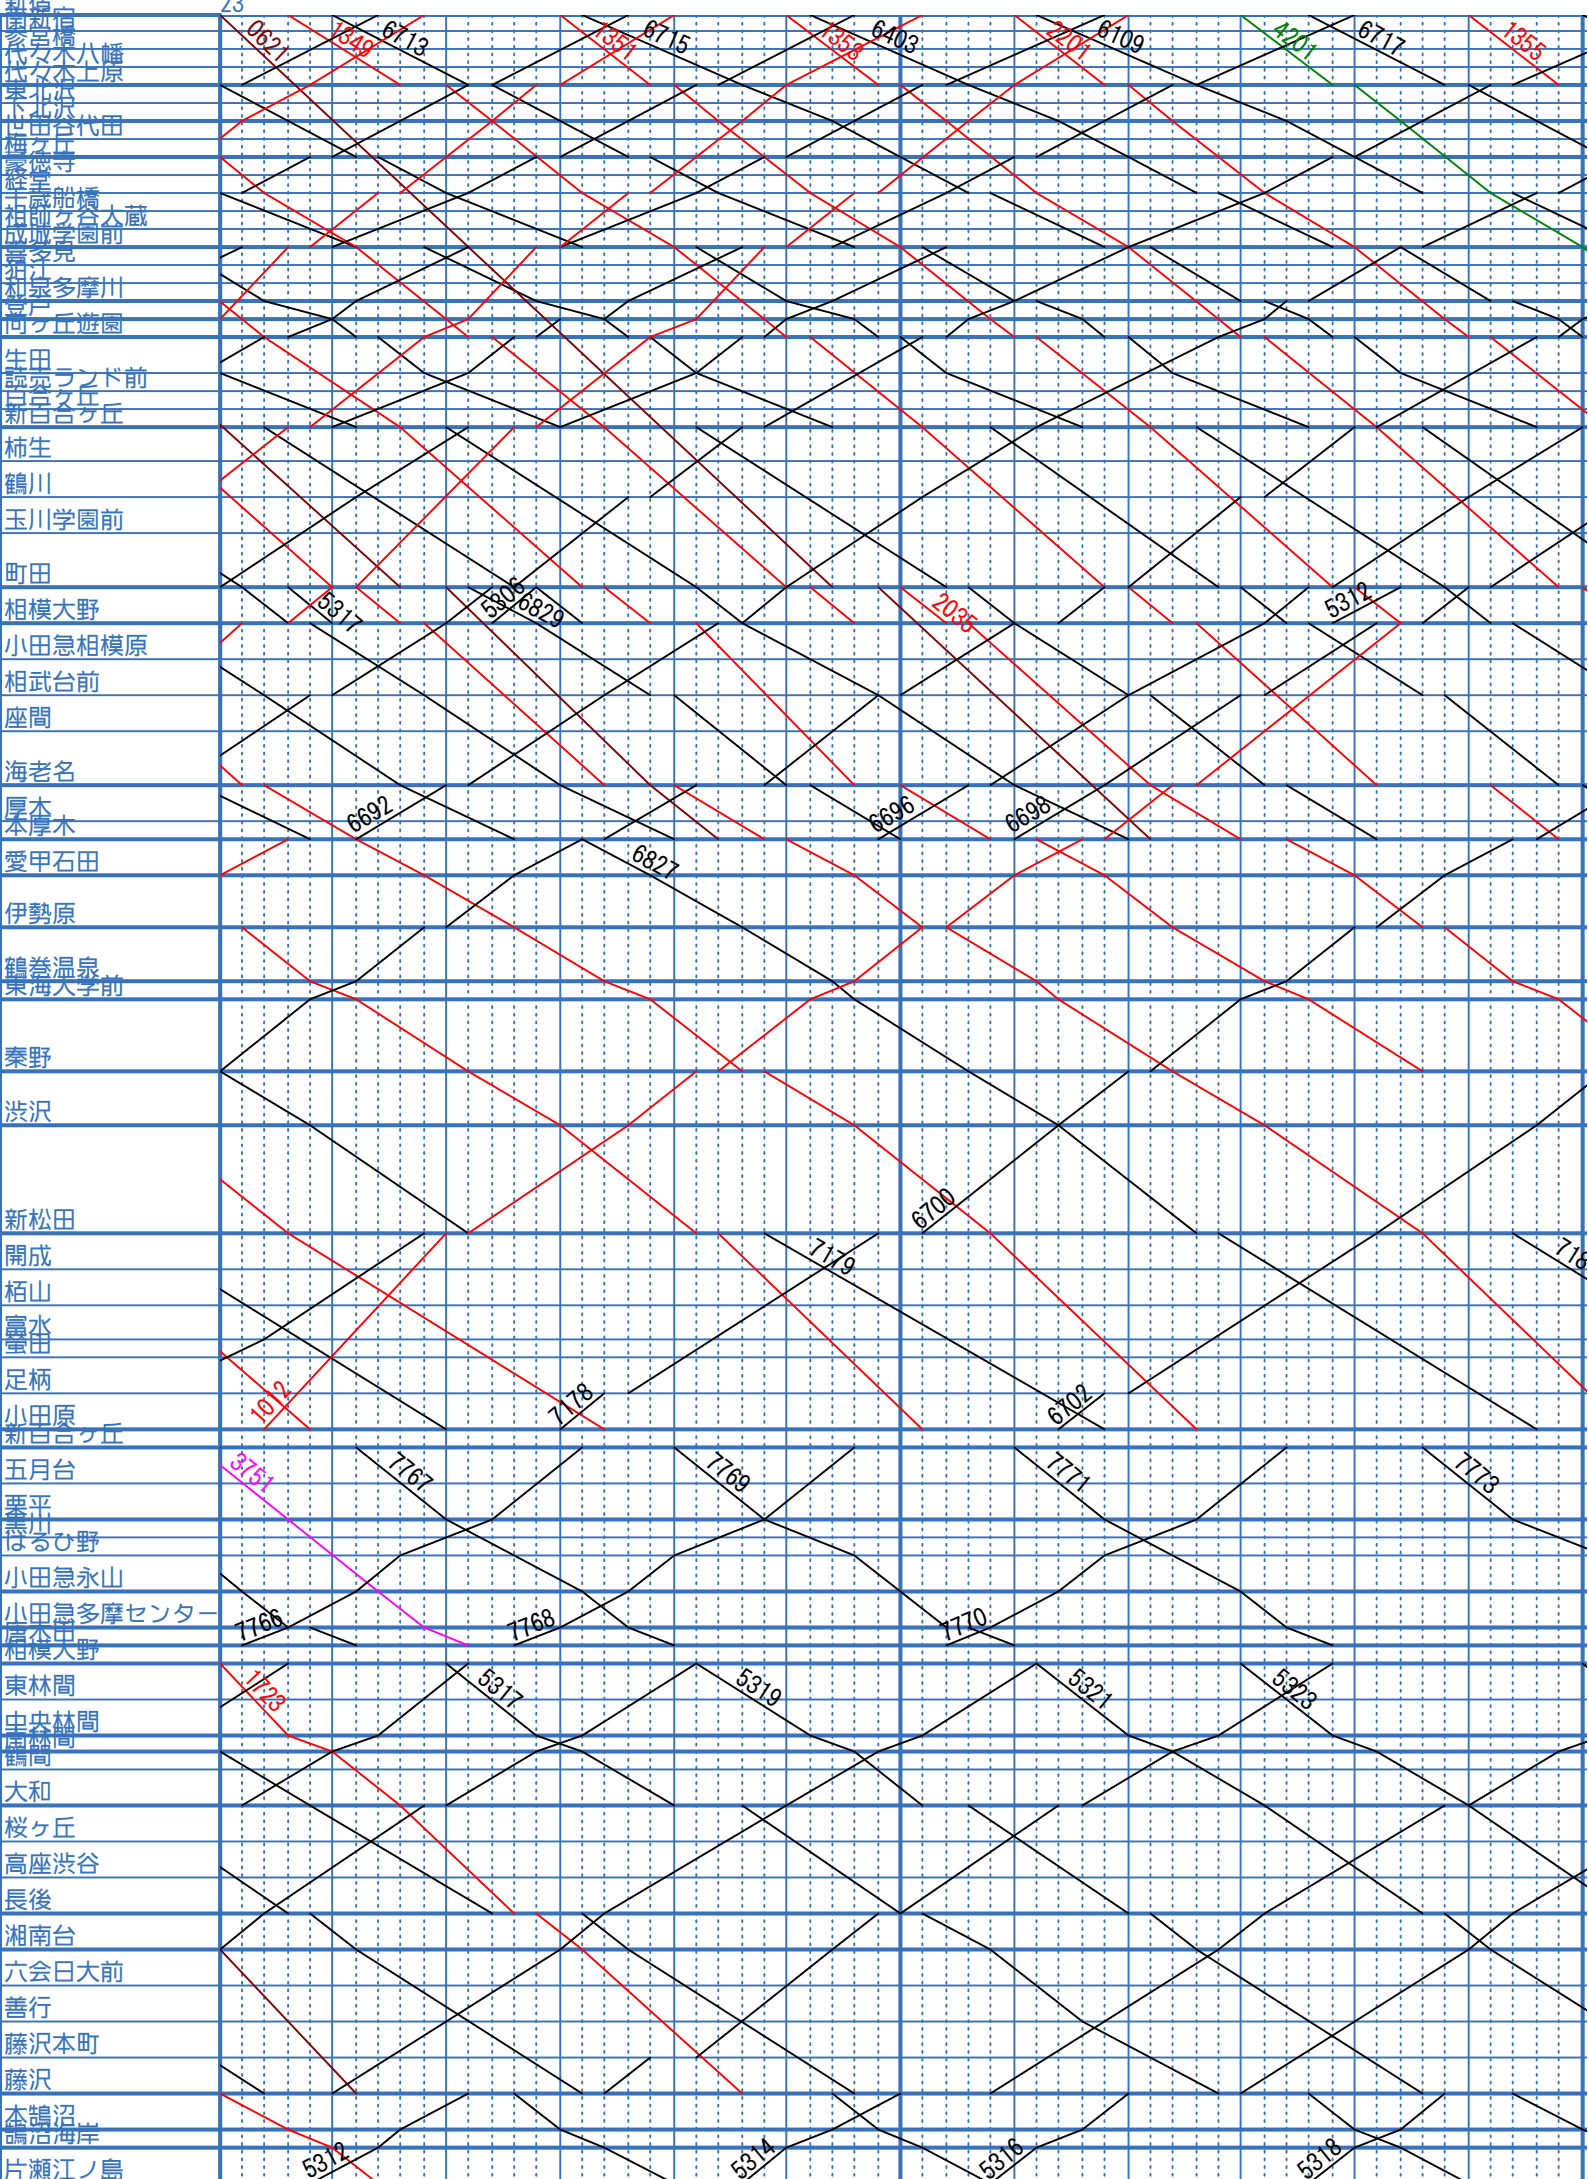 新宿
23
南新宿
参宮橋
代々木八幡
代々木上原
東北沢
下北沢
世田谷代田
梅ヶ丘
豪徳寺
経堂
千歳船橋
祖師ヶ谷大蔵
成城学園前
喜多見
狛江
和泉多摩川
登戸
向ヶ丘遊園
生田
読売ランド前
百合ヶ丘
新百合ヶ丘
柿生
鶴川
玉川学園前
町田
相模大野
小田急相模原
相武台前
座間
海老名
厚木
本厚木
愛甲石田
伊勢原
鶴巻温泉
東海大学前
秦野
渋沢
新松田
開成
栢山
富水
螢田
足柄
小田原
新百合ヶ丘
五月台
栗平
黒川
はるひ野
小田急永山
小田急多摩センター
唐木田
相模大野
東林間
中央林間
南林間
鶴間
大和
桜ヶ丘
高座渋谷
長後
湘南台
六会日大前
善行
藤沢本町
藤沢
本鵠沼
鵠沼海岸
片瀬江ノ島
0621
1349
6713
1351
6715
1353
6403
2201
6109
4201
6717
1355
5317
5306
6829
2035
5312
6692
6696
6698
6827
6700
7179
718
1012
7178
6702
3751
7767
7769
7771
7773
7766
7768
7770
1723
5317
5319
5321
5323
5312
5314
5316
5318